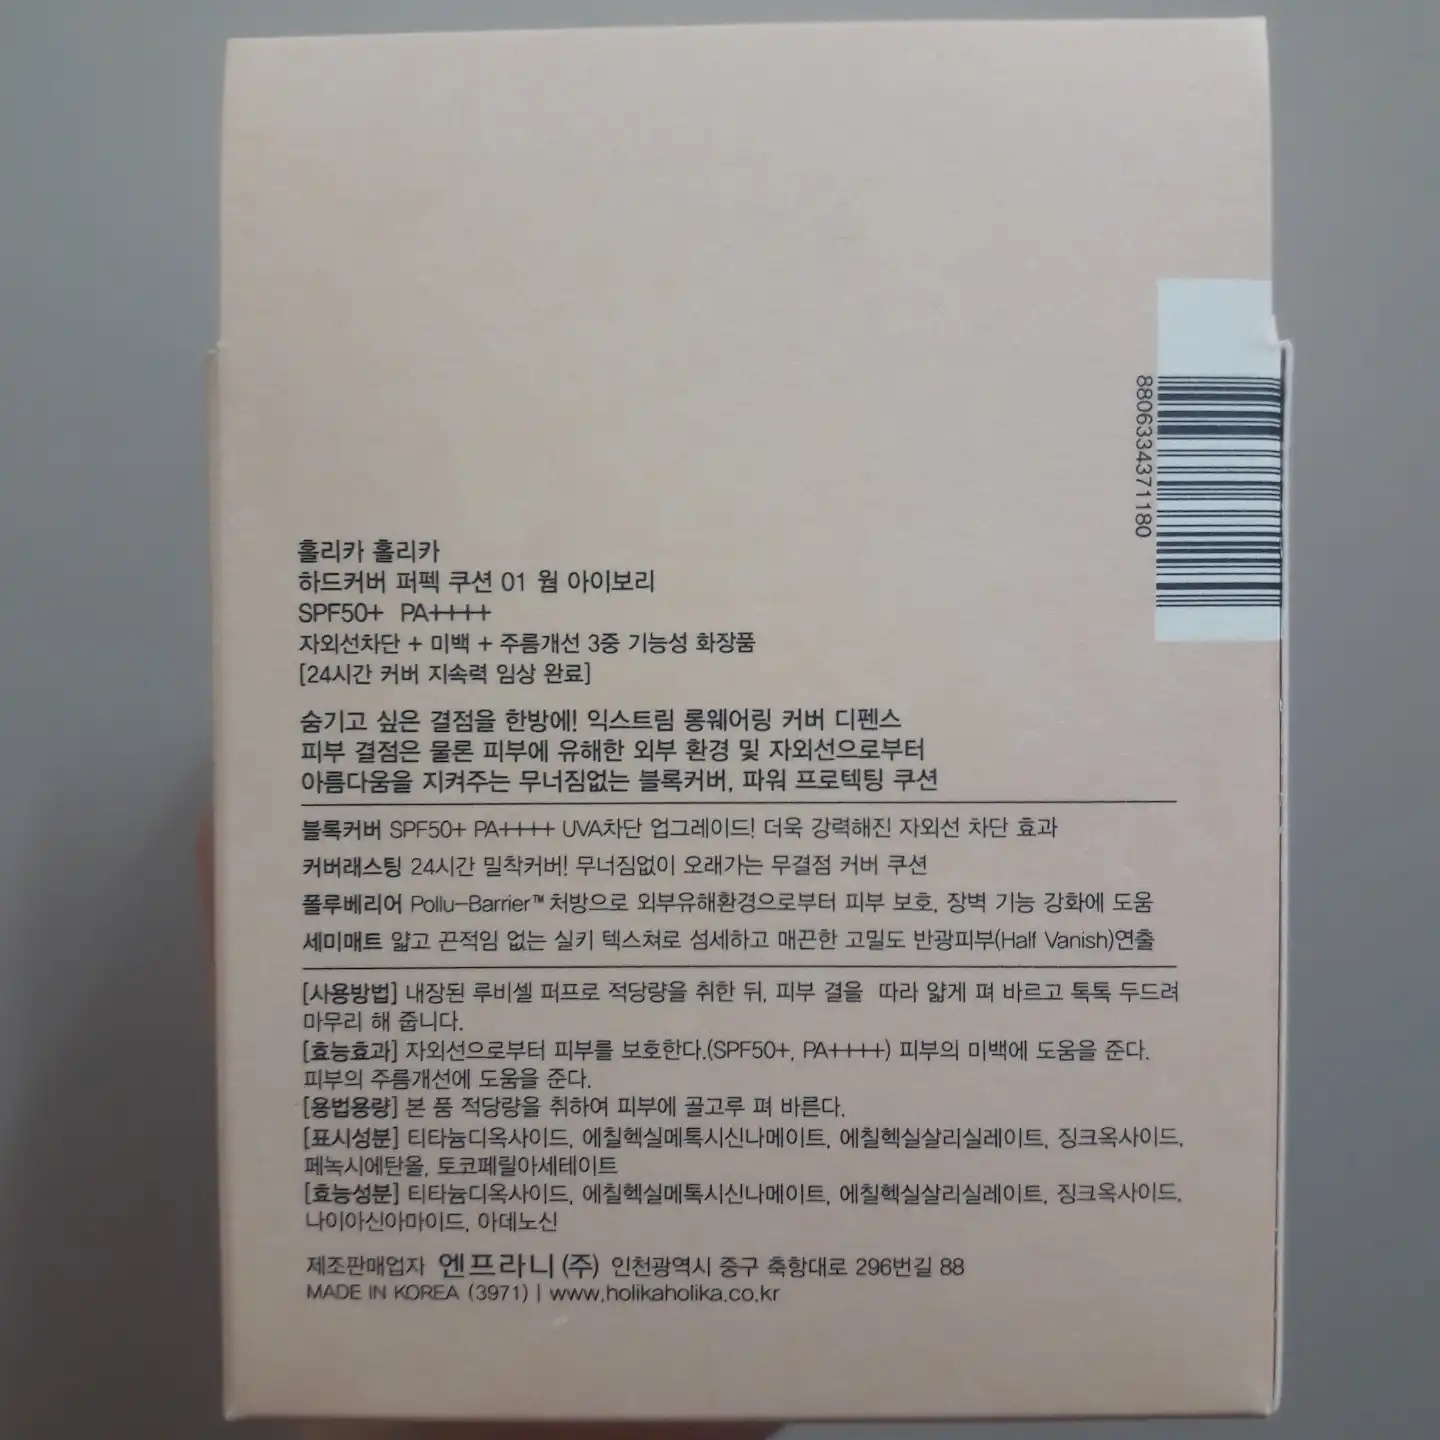 홀리카 홀리카
하드커버 퍼펙 쿠션 01 웜 아이보리
SPF50+ PA++++
자외선차단 + 미백 + 주름개선 3중 기능성 화장품
[24시간 커버 지속력 임상 완료]
숨기고 싶은 결점을 한방에! 익스트림 롱웨어링 커버 디펜스
피부 결점은 물론 피부에 유해한 외부 환경 및 자외선으로부터
아름다움을 지켜주는 무너짐없는 블록커버, 파워 프로텍팅 쿠션
블록커버 SPF50+ PA++++ UVA차단 업그레이드! 더욱 강력해진 자외선 차단 효과
커버래스팅 24시간 밀착커버! 무너짐없이 오래가는 무결점 커버 쿠션
폴루베리어 Pollu-Barrier™ 처방으로 외부유해환경으로부터 피부 보호, 장벽 기능 강화에 도움
세미매트 얇고 끈적임 없는 실키 텍스쳐로 섬세하고 매끈한 고밀도 반광피부(Half Vanish)연출
[사용방법] 내장된 루비셀 퍼프로 적당량을 취한 뒤, 피부 결을 따라 얇게 펴 바르고 톡톡 두드려
마무리 해 줍니다.
[효능효과] 자외선으로부터 피부를 보호한다.(SPF50+, PA++++) 피부의 미백에 도움을 준다.
피부의 주름개선에 도움을 준다.
[용법용량] 본 품 적당량을 취하여 피부에 골고루 펴 바른다.
[표시성분] 티타늄디옥사이드, 에칠헥실메톡시신나메이트, 에칠헥실살리실레이트, 징크옥사이드,
페녹시에탄올, 토코페릴아세테이트
[효능성분] 티타늄디옥사이드, 에칠헥실메톡시신나메이트, 에칠헥실살리실레이트, 징크옥사이드,
나이아신아마이드, 아데노신
제조판매업자 엔프라니(주) 인천광역시 중구 축항대로 296번길 88
MADE IN KOREA (3971) | www.holikaholika.co.kr
8806334371180